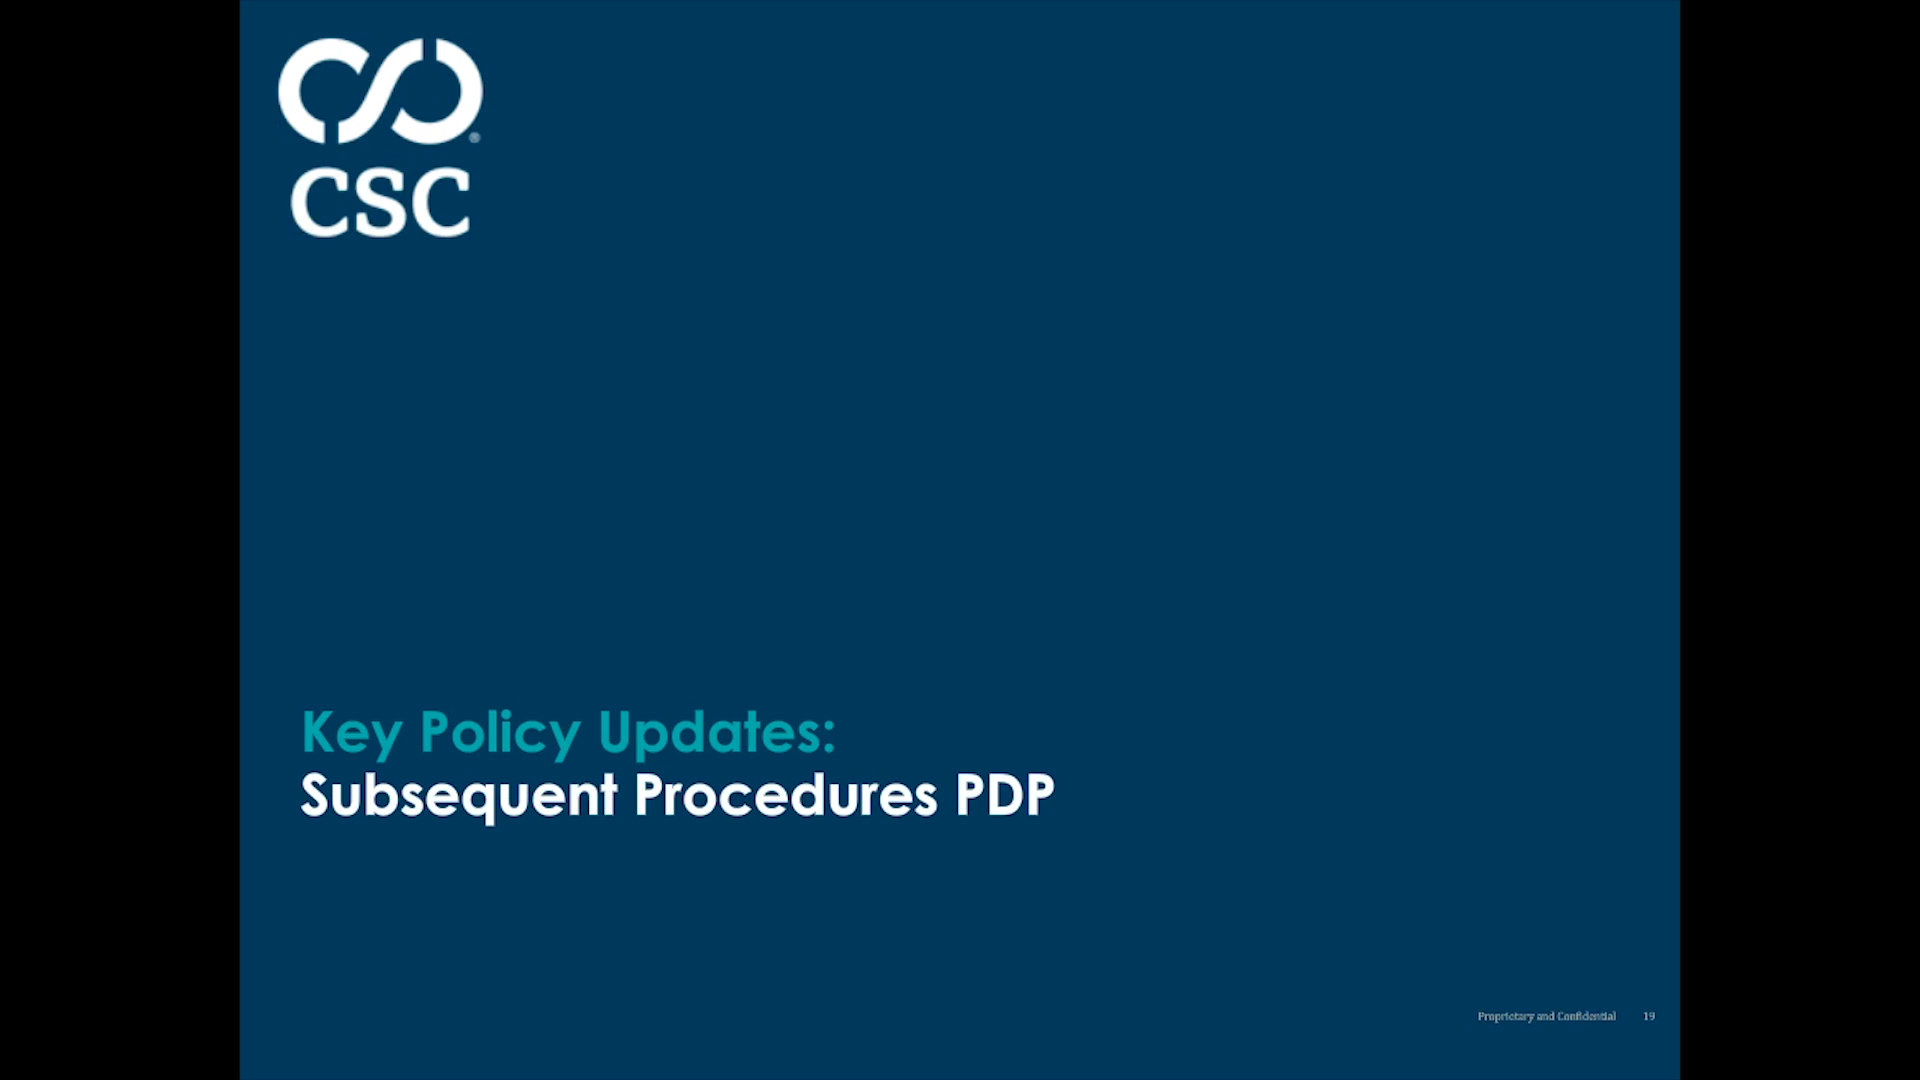 CSC
Key Policy Updates:
Subsequent Procedures PDP
Proprietary and Confidential 19